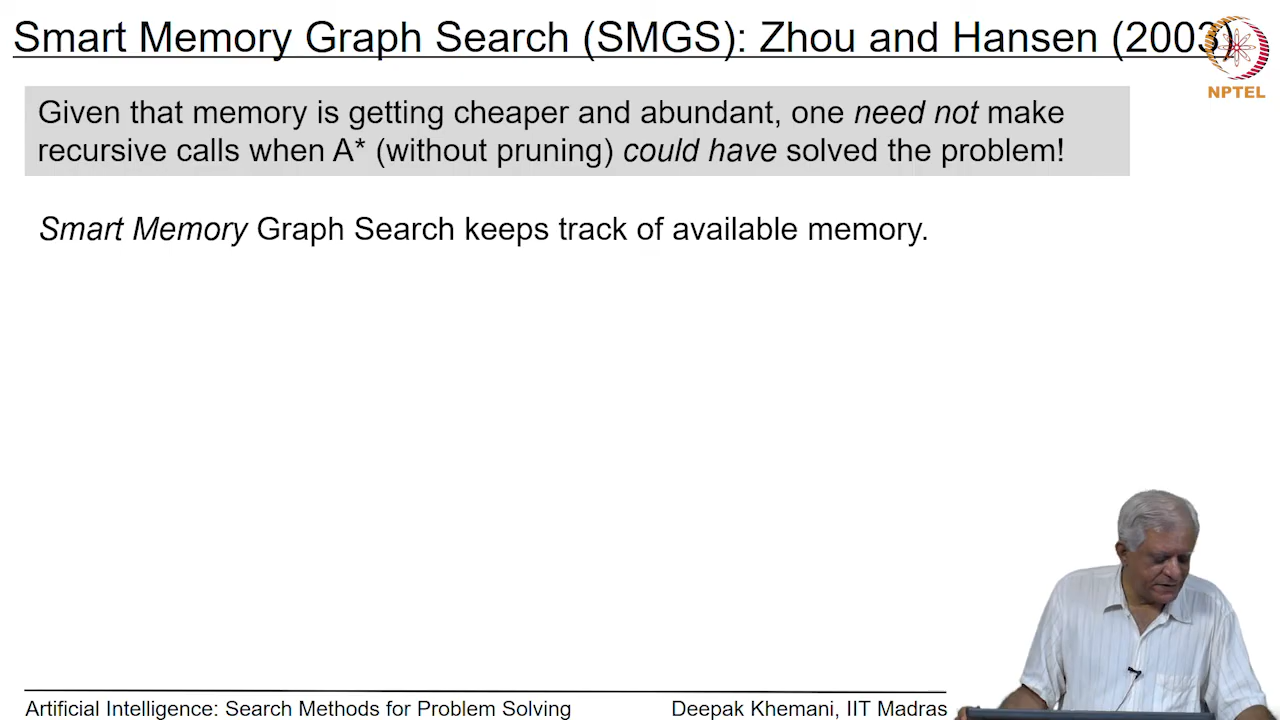 Smart Memory Graph Search (SMGS): Zhou and Hansen (2003)
NPTEL
Given that memory is getting cheaper and abundant, one need not make
recursive calls when A* (without pruning) could have solved the problem!
Smart Memory Graph Search keeps track of available memory.
Artificial Intelligence: Search Methods for Problem Solving
Deepak Khemani, IIT Madras